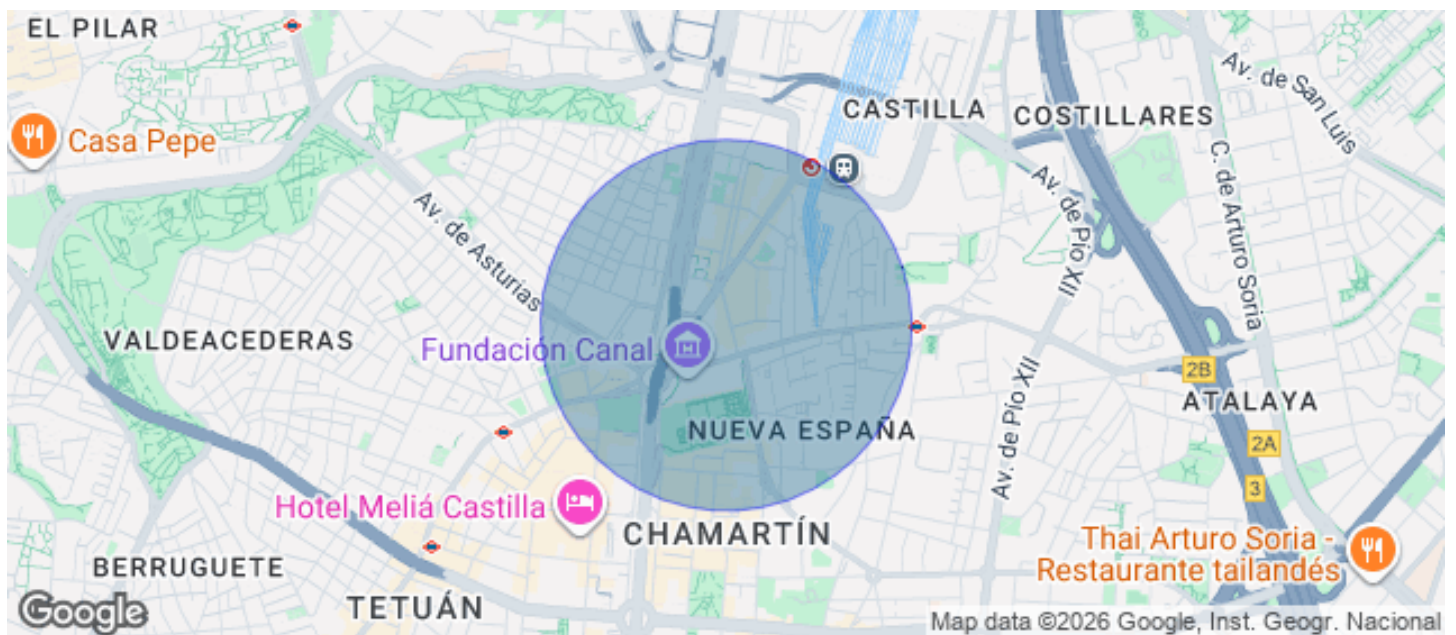 EL PILAR
Casa Pepe
CASTILLA
COSTILLARES
Av. de San Luis
Av. de Asturias
Av. de Pío XII
C. de Arturo Soria
VALDEACEDERAS
Fundación Canal
2B
ATALAYA
NUEVA ESPAÑA
Av. de Pío XII
2A
3
Hotel Meliá Castilla
CHAMARTÍN
Thai Arturo Soria -
Restaurante tailandés
BERRUGUETE
TETUÁN
Google
Map data ©2026 Google, Inst. Geogr. Nacional